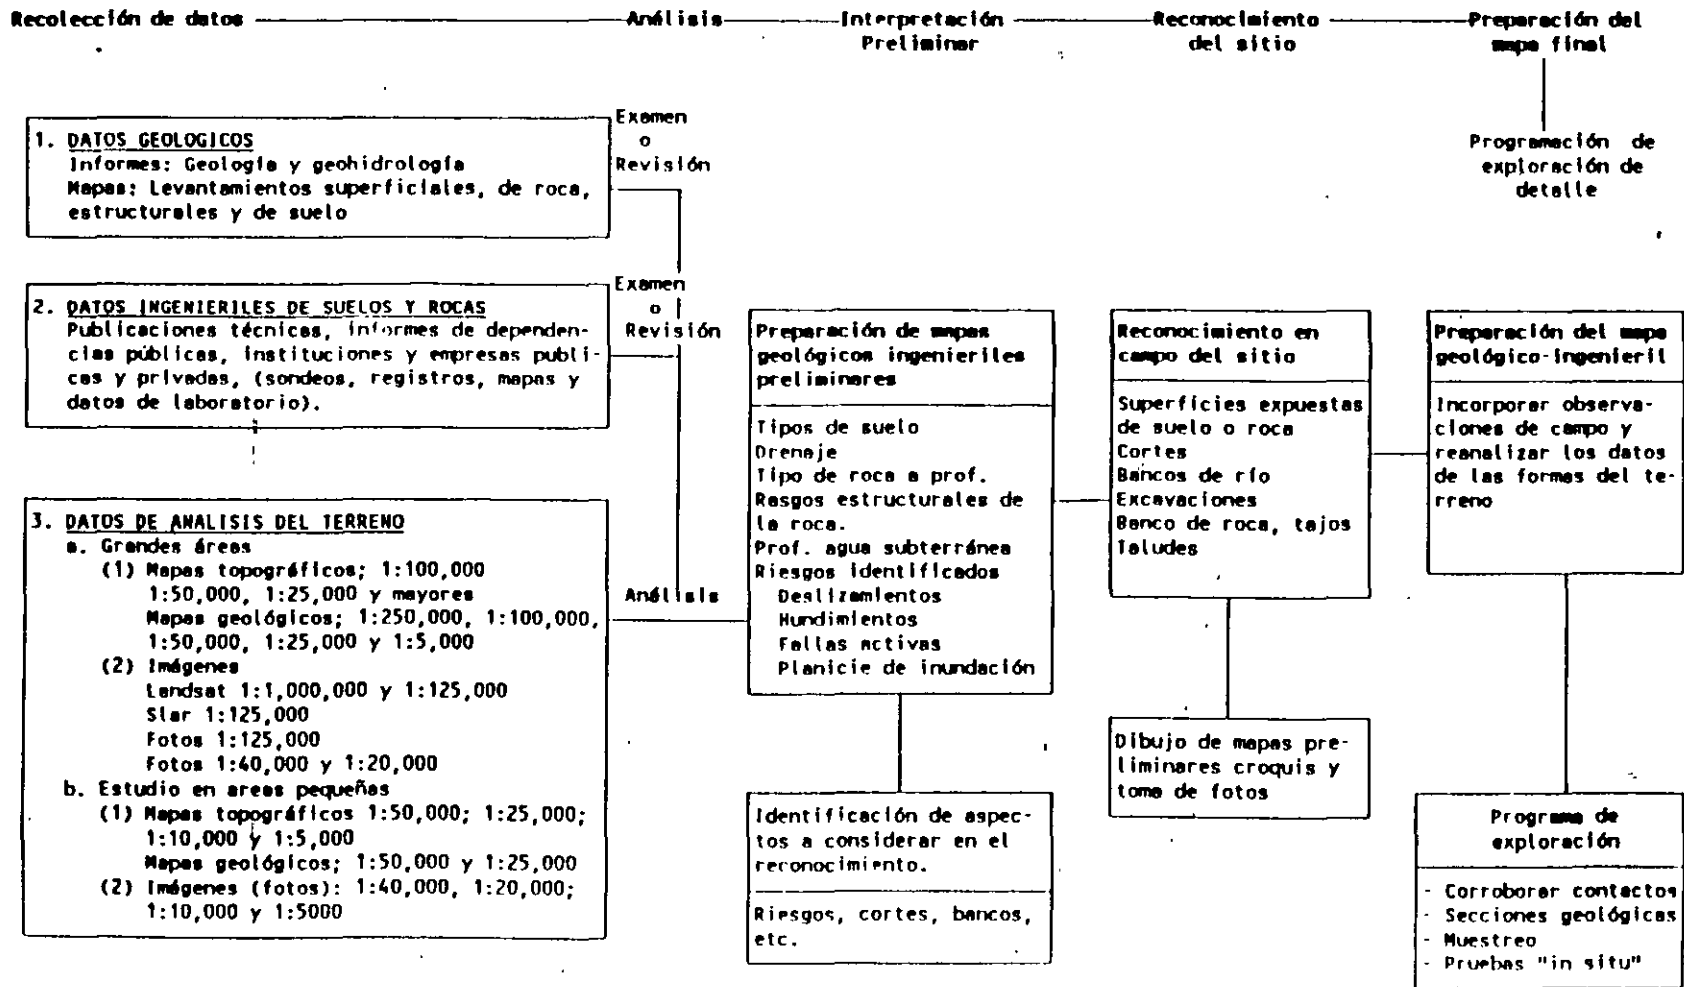 Recolección de datos
Análisis
Interpretación
Preliminar
Reconocimiento
del sitio
Preparación del
mapa final
Programación de
exploración de
detalle
Examen
o
Revisión
1. DATOS GEOLOGICOS
Informes: Geología y geohidrología
Mapas: Levantamientos superficiales, de roca,
estructurales y de suelo
Examen
o
Revisión
2. DATOS INGENIERILES DE SUELOS Y ROCAS
Publicaciones técnicas, informes de dependen-
cias públicas, instituciones y empresas publi-
cas y privadas, (sondeos, registros, mapas y
datos de laboratorio).
3. DATOS DE ANALISIS DEL TERRENO
a. Grandes áreas
(1) Mapas topográficos; 1:100,000
1:50,000, 1:25,000 y mayores
Mapas geológicos; 1:250,000, 1:100,000,
1:50,000, 1:25,000 y 1:5,000
(2) Imágenes
Landsat 1:1,000,000 y 1:125,000
Slar 1:125,000
Fotos 1:125,000
Fotos 1:40,000 y 1:20,000
b. Estudio en areas pequeñas
(1) Mapas topográficos 1:50,000; 1:25,000;
1:10,000 y 1:5,000
Mapas geológicos; 1:50,000 y 1:25,000
(2) Imágenes (fotos): 1:40,000, 1:20,000;
1:10,000 y 1:5000
Análisis
Preparación de mapas
geológicos ingenieriles
preliminares
Tipos de suelo
Drenaje
Tipo de roca a prof.
Rasgos estructurales de
la roca.
Prof. agua subterránea
Riesgos identificados
Deslizamientos
Hundimientos
Fallas activas
Planicie de inundación
Identificación de aspec-
tos a considerar en el
reconocimiento.
Riesgos, cortes, bancos,
etc.
Reconocimiento en
campo del sitio
Superficies expuestas
de suelo o roca
Cortes
Bancos de río
Excavaciones
Banco de roca, tajos
Taludes
Dibujo de mapas pre-
liminares croquis y
toma de fotos
Preparación del mapa
geológico-ingenieril
Incorporar observa-
ciones de campo y
reanalizar los datos
de las formas del te-
rreno
Programa de
exploración
- Corroborar contactos
- Secciones geológicas
- Muestreo
- Pruebas "in situ"